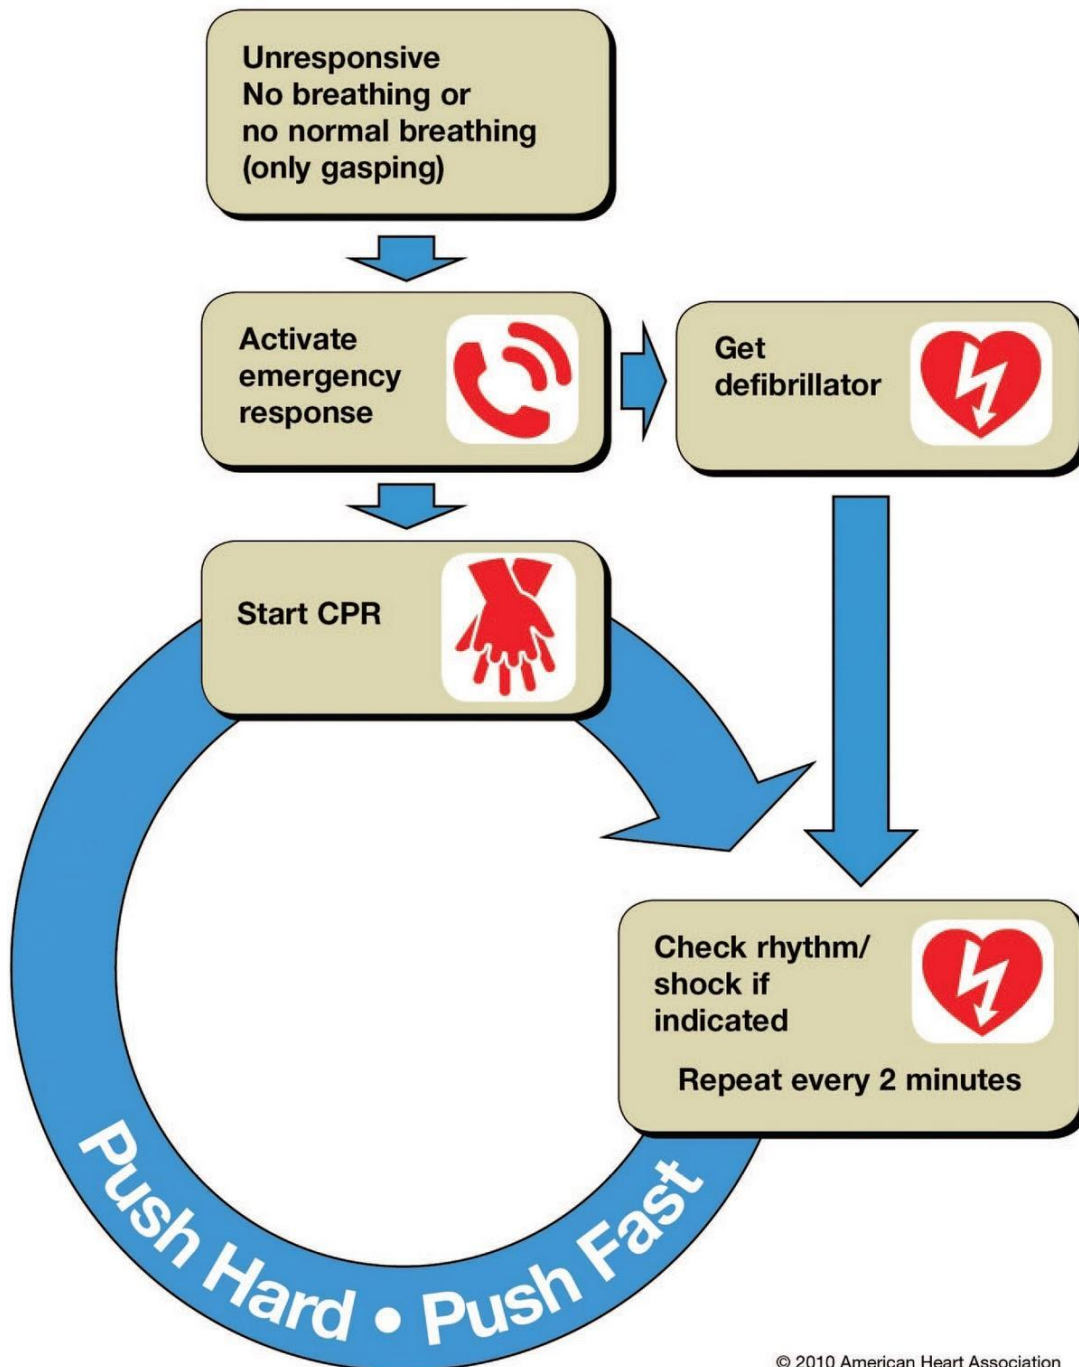 Unresponsive
No breathing or
no normal breathing
(only gasping)
Activate
emergency
response
Get
defibrillator
Start CPR
Check rhythm/
shock if
indicated
Repeat every 2 minutes
Push Hard • Push Fast
© 2010 American Heart Association